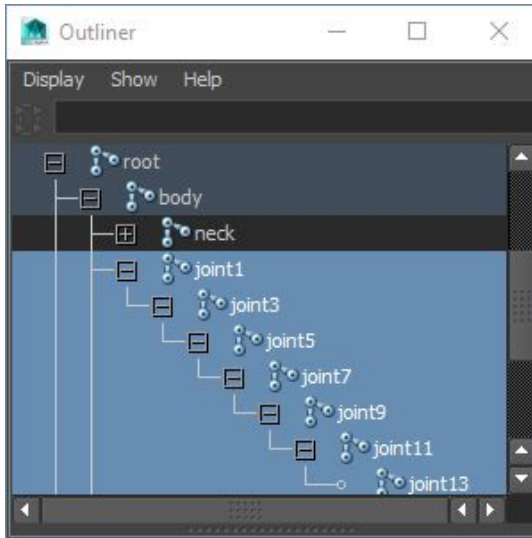 Outliner
Display Show Help
root
body
neck
joint1
joint3
joint5
joint7
joint9
joint11
joint13